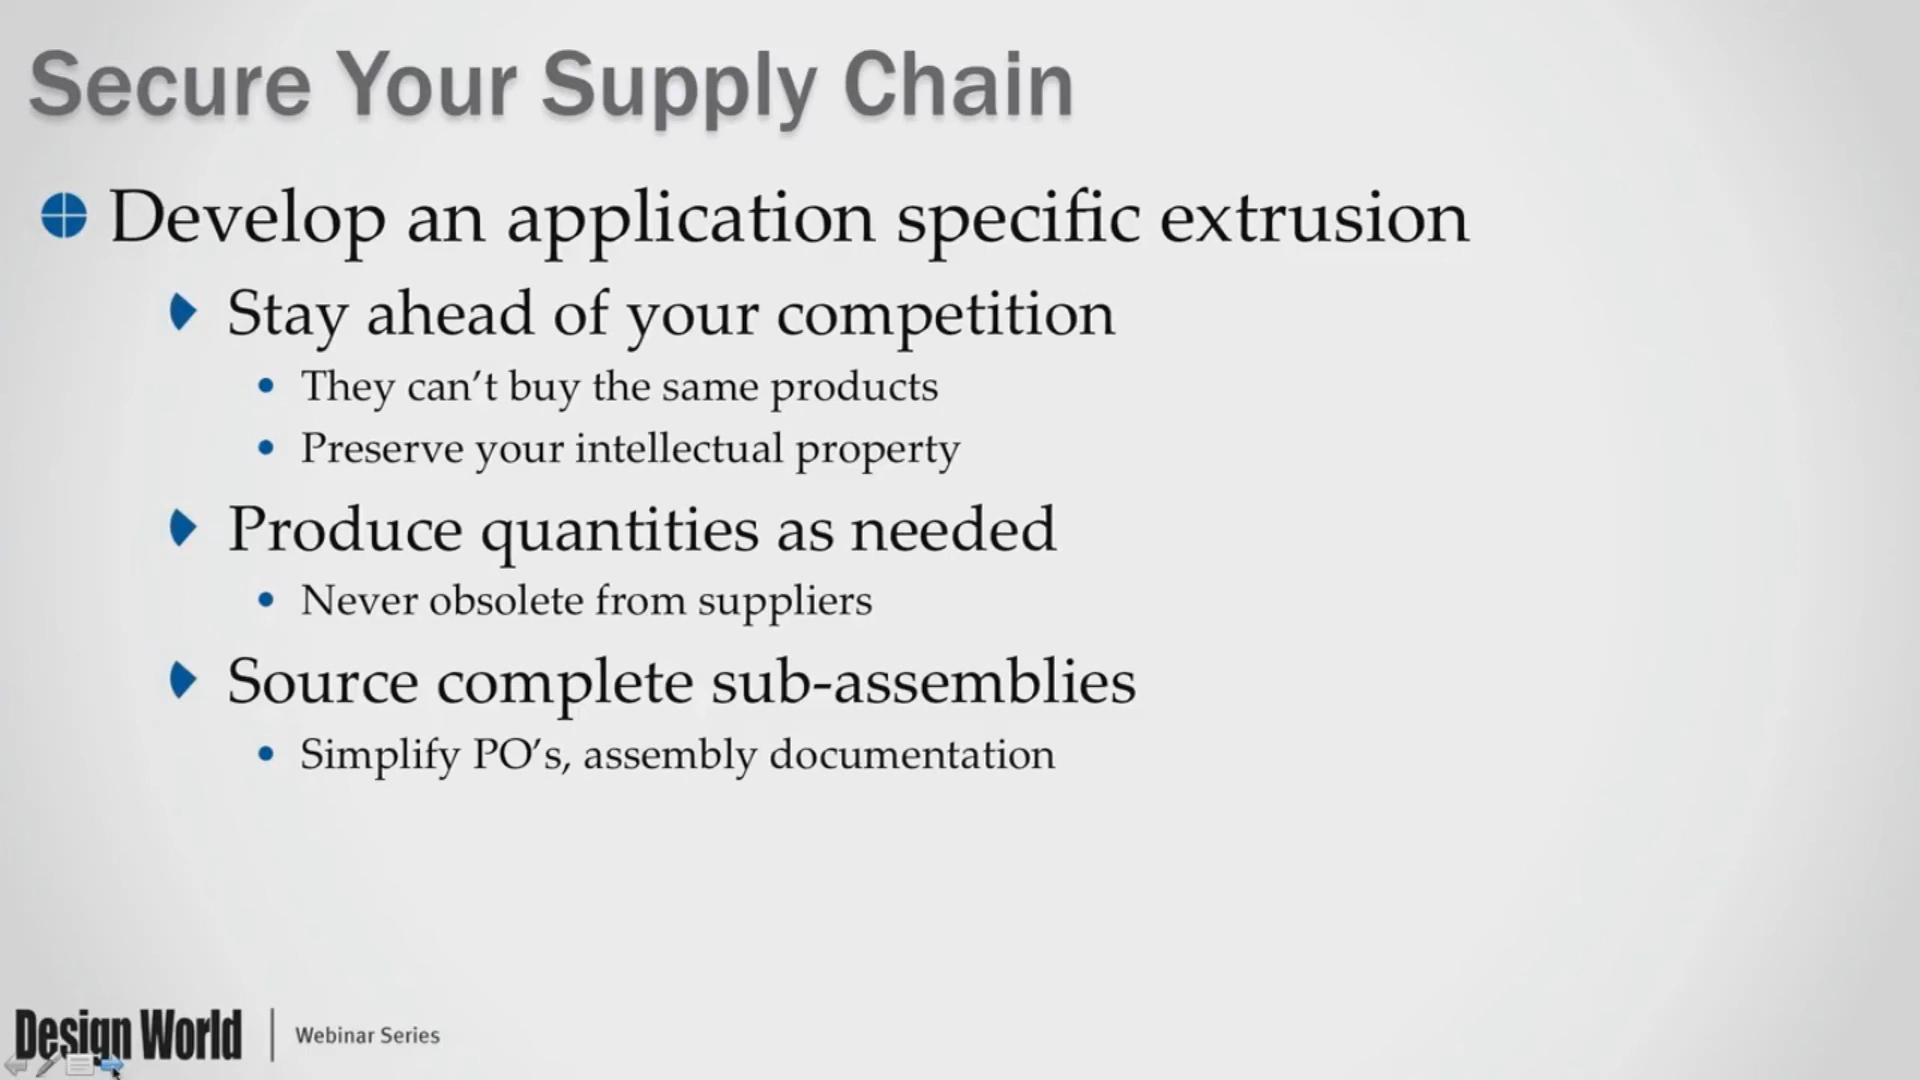 Secure Your Supply Chain
Develop an application specific extrusion
Stay ahead of your competition
They can’t buy the same products
Preserve your intellectual property
Produce quantities as needed
Never obsolete from suppliers
Source complete sub-assemblies
Simplify PO’s, assembly documentation
Design World
Webinar Series